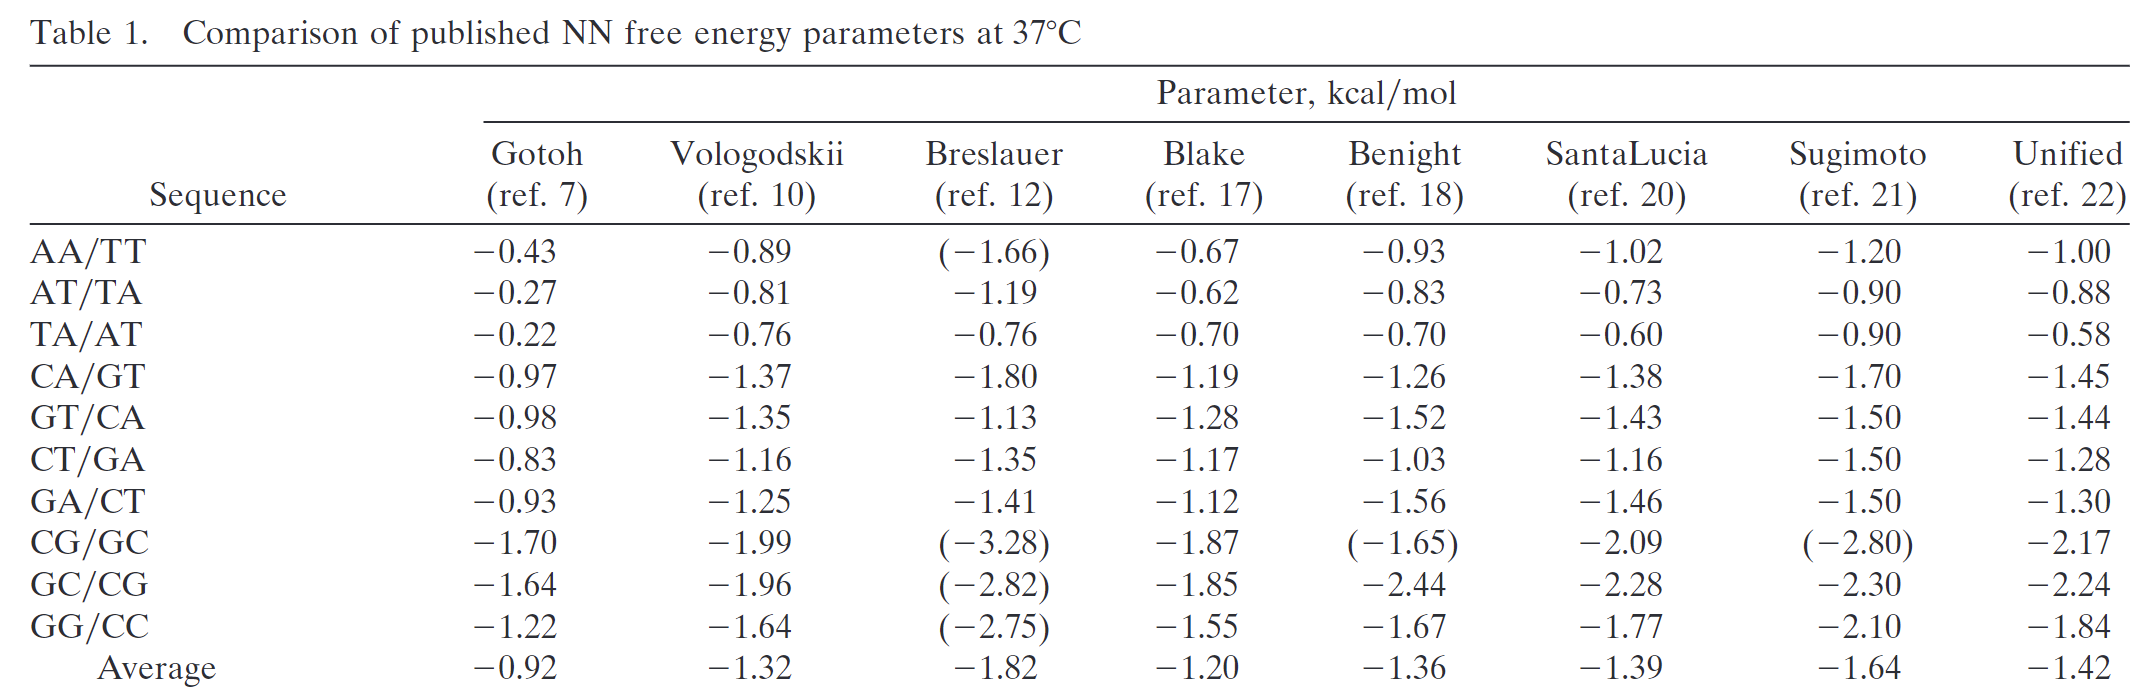 Table 1. Comparison of published NN free energy parameters at 37°C
Parameter, kcal/mol
Gotoh Vologodskii Breslauer Blake Benight SantaLucia Sugimoto Unified
Sequence (ref. 7) (ref. 10) (ref. 12) (ref. 17) (ref. 18) (ref. 20) (ref. 21) (ref. 22)
AA/TT −0.43 −0.89 (−1.66) −0.67 −0.93 −1.02 −1.20 −1.00
AT/TA −0.27 −0.81 −1.19 −0.62 −0.83 −0.73 −0.90 −0.88
TA/AT −0.22 −0.76 −0.76 −0.70 −0.70 −0.60 −0.90 −0.58
CA/GT −0.97 −1.37 −1.80 −1.19 −1.26 −1.38 −1.70 −1.45
GT/CA −0.98 −1.35 −1.13 −1.28 −1.52 −1.43 −1.50 −1.44
CT/GA −0.83 −1.16 −1.35 −1.17 −1.03 −1.16 −1.50 −1.28
GA/CT −0.93 −1.25 −1.41 −1.12 −1.56 −1.46 −1.50 −1.30
CG/GC −1.70 −1.99 (−3.28) −1.87 (−1.65) −2.09 (−2.80) −2.17
GC/CG −1.64 −1.96 (−2.82) −1.85 −2.44 −2.28 −2.30 −2.24
GG/CC −1.22 −1.64 (−2.75) −1.55 −1.67 −1.77 −2.10 −1.84
Average −0.92 −1.32 −1.82 −1.20 −1.36 −1.39 −1.64 −1.42